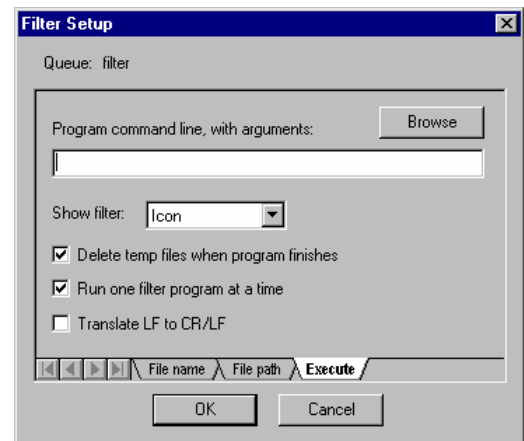 Filter Setup
Queue: filter
Browse
Program command line, with arguments:
Show filter: Icon
Delete temp files when program finishes
Run one filter program at a time
Translate LF to CR/LF
File name File path Execute
OK Cancel